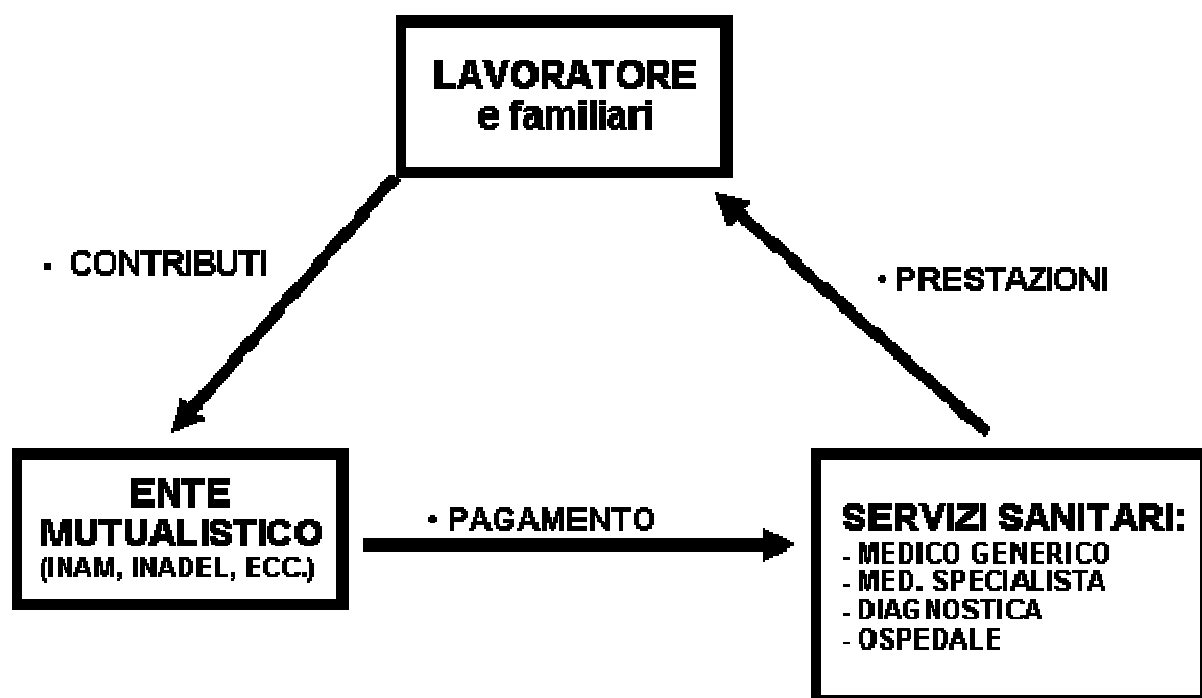 LAVORATORE
e familiari
· CONTRIBUTI
· PRESTAZIONI
ENTE
MUTUALISTICO
(INAM, INADEL, ECC.)
· PAGAMENTO
SERVIZI SANITARI:
- MEDICO GENERICO
- MED. SPECIALISTA
- DIAGNOSTICA
- OSPEDALE